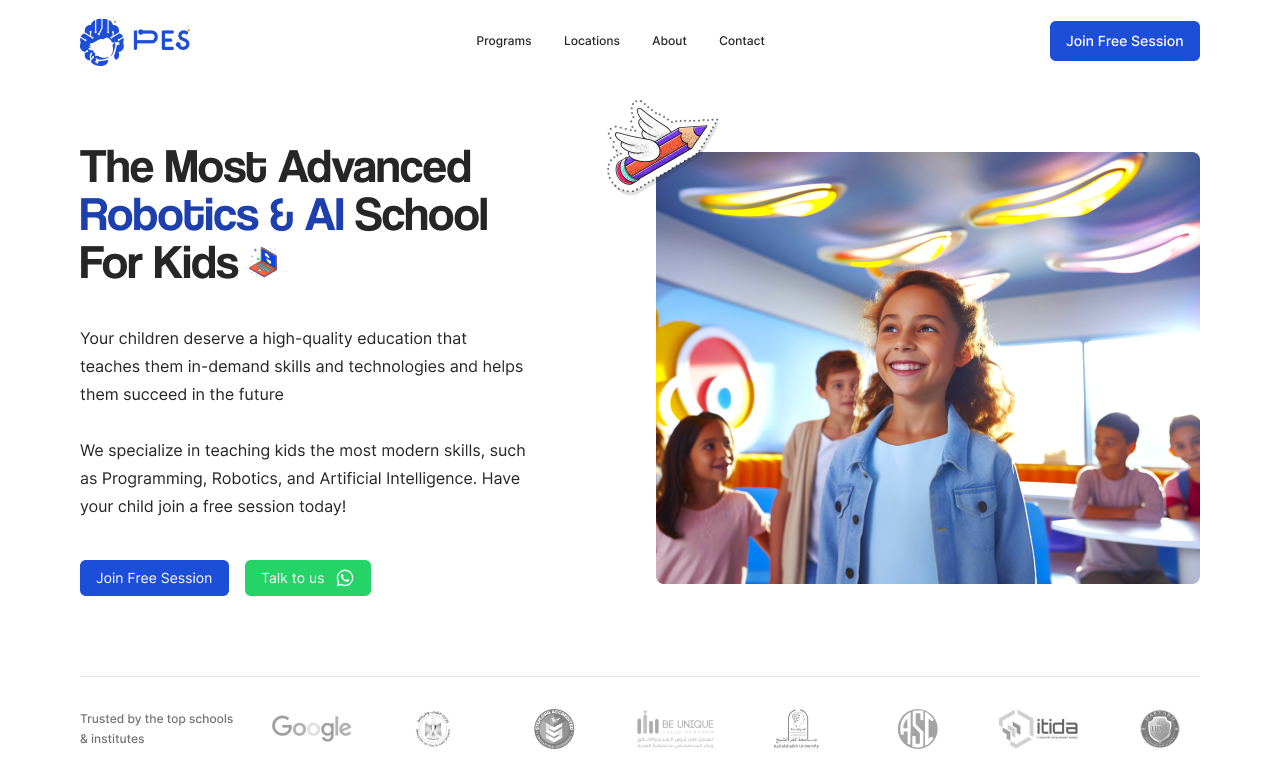 PES
Programs
Locations
About
Contact
Join Free Session
The Most Advanced
Robotics & AI School
For Kids
Your children deserve a high-quality education that
teaches them in-demand skills and technologies and helps
them succeed in the future
We specialize in teaching kids the most modern skills, such
as Programming, Robotics, and Artificial Intelligence. Have
your child join a free session today!
Join Free Session
Talk to us
Trusted by the top schools
& institutes
Google
BE UNIQUE
Kafrelsheikh University
ASC
itida